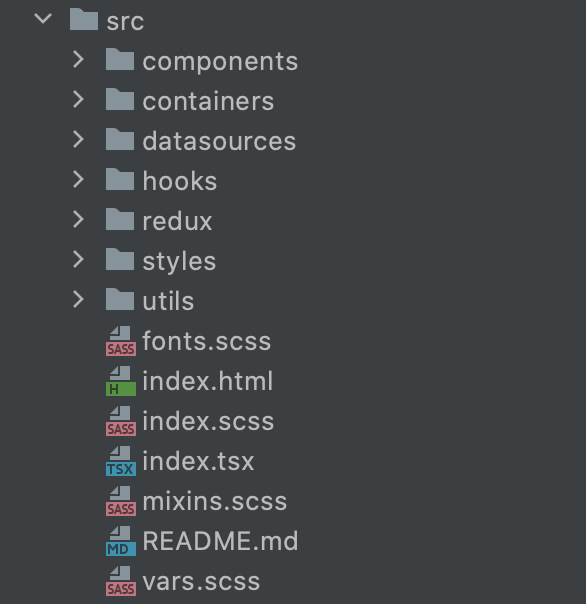 src
components
containers
datasources
hooks
redux
styles
utils
SASS fonts.scss
H index.html
SASS index.scss
TSX index.tsx
SASS mixins.scss
MD README.md
SASS vars.scss